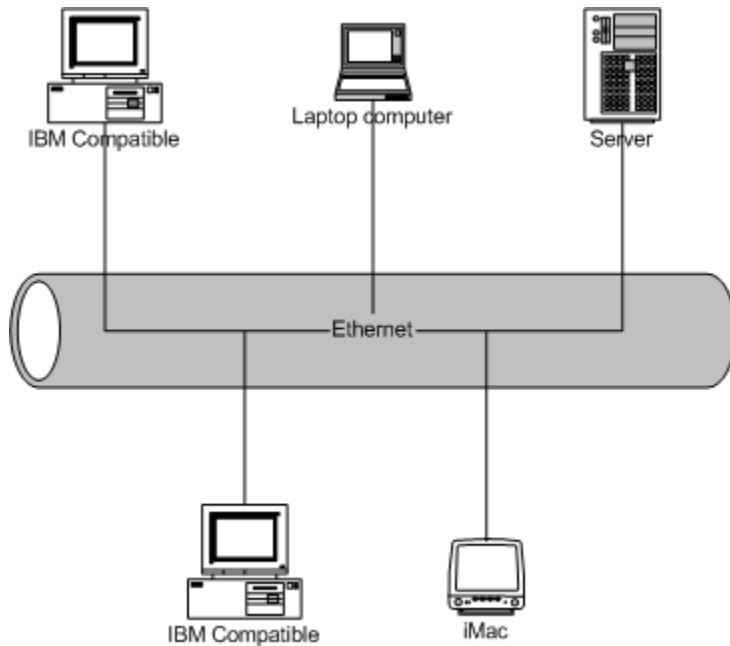 IBM Compatible
Laptop computer
Server
Ethernet
IBM Compatible
iMac